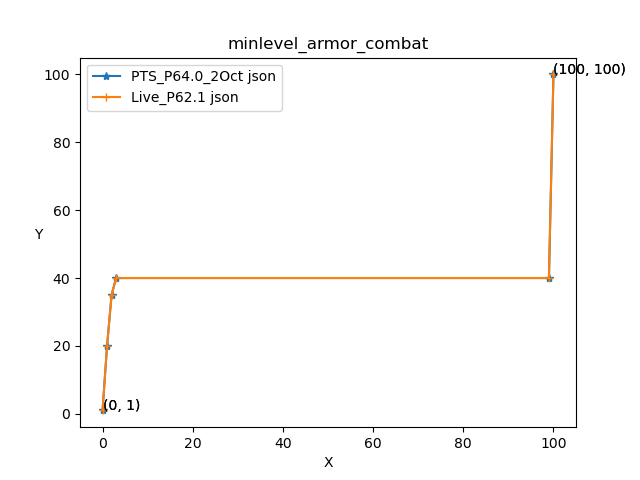 minlevel_armor_combat
PTS_P64.0_2Oct json
Live_P62.1 json
(100, 100)
(0, 1)
100
80
60
40
20
0
Y
0 20 40 60 80 100
X